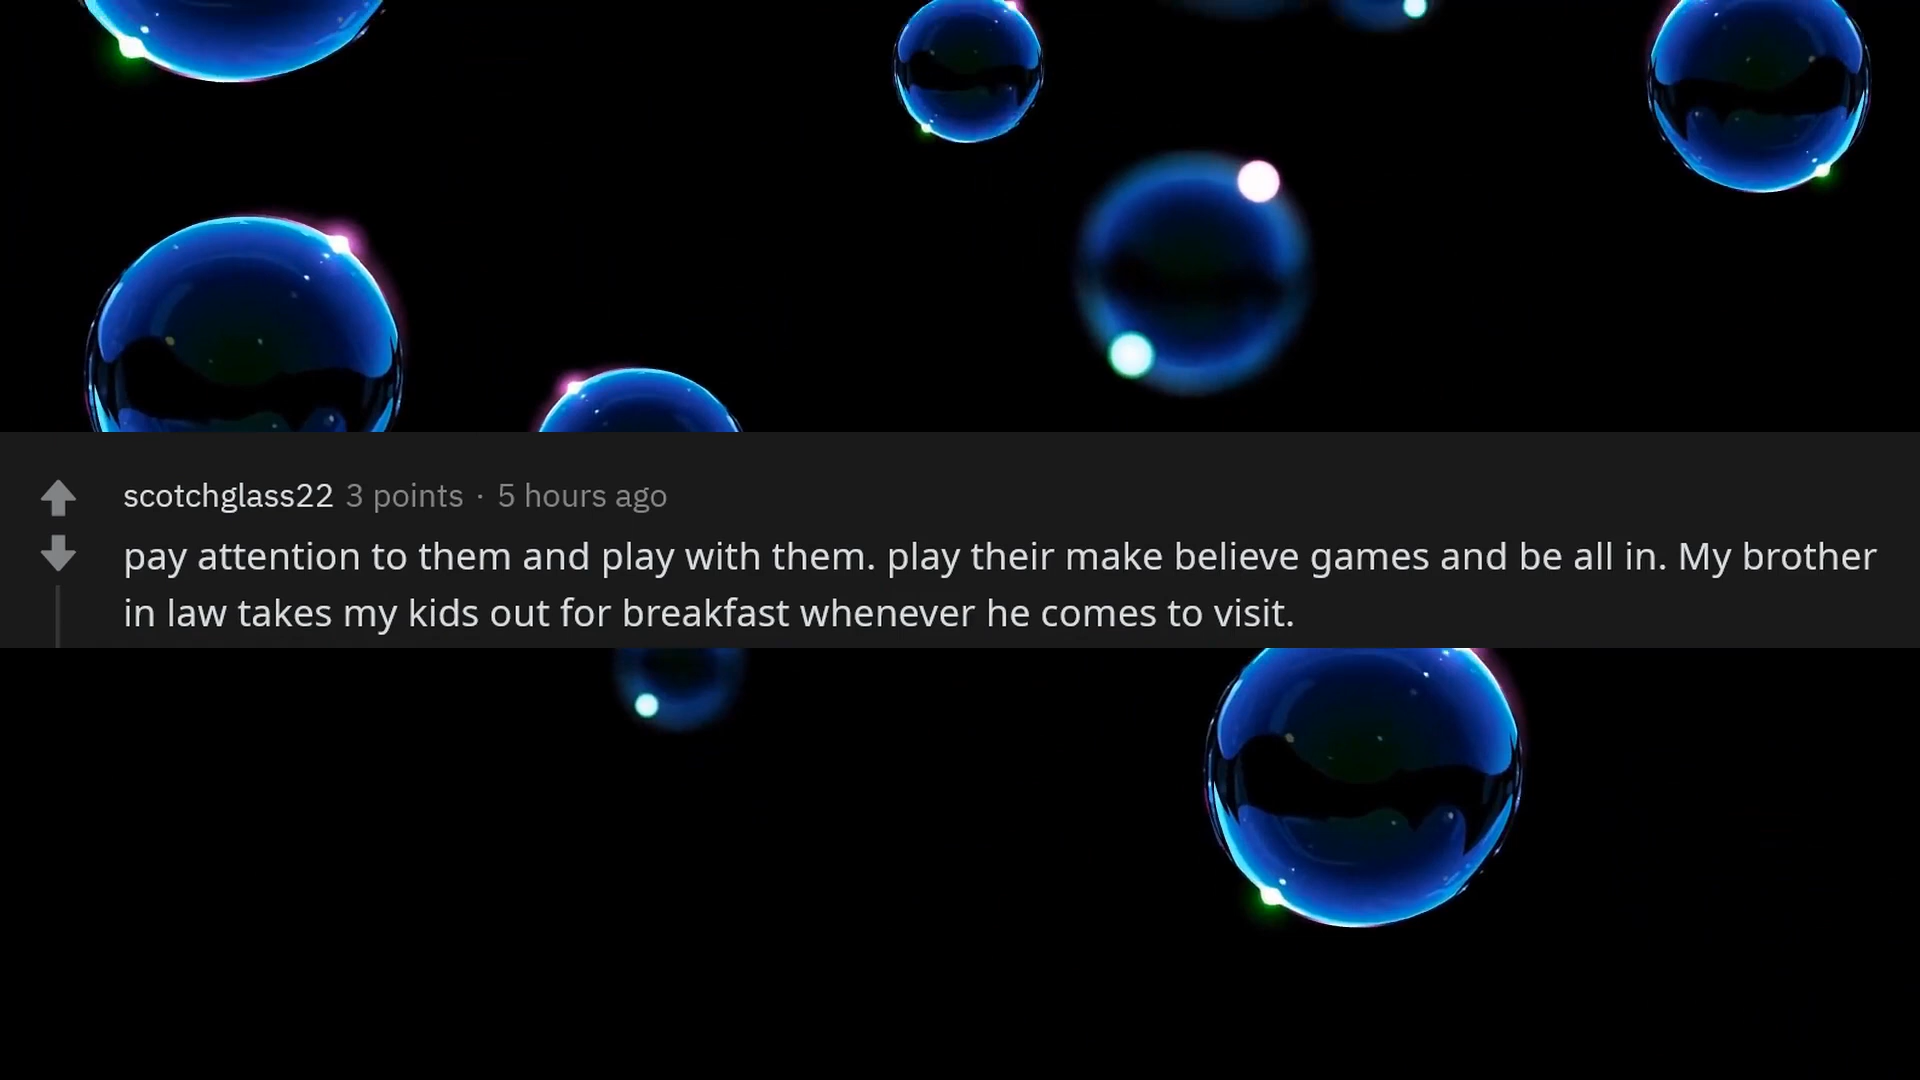 scotchglass22 3 points · 5 hours ago
pay attention to them and play with them. play their make believe games and be all in. My brother
in law takes my kids out for breakfast whenever he comes to visit.